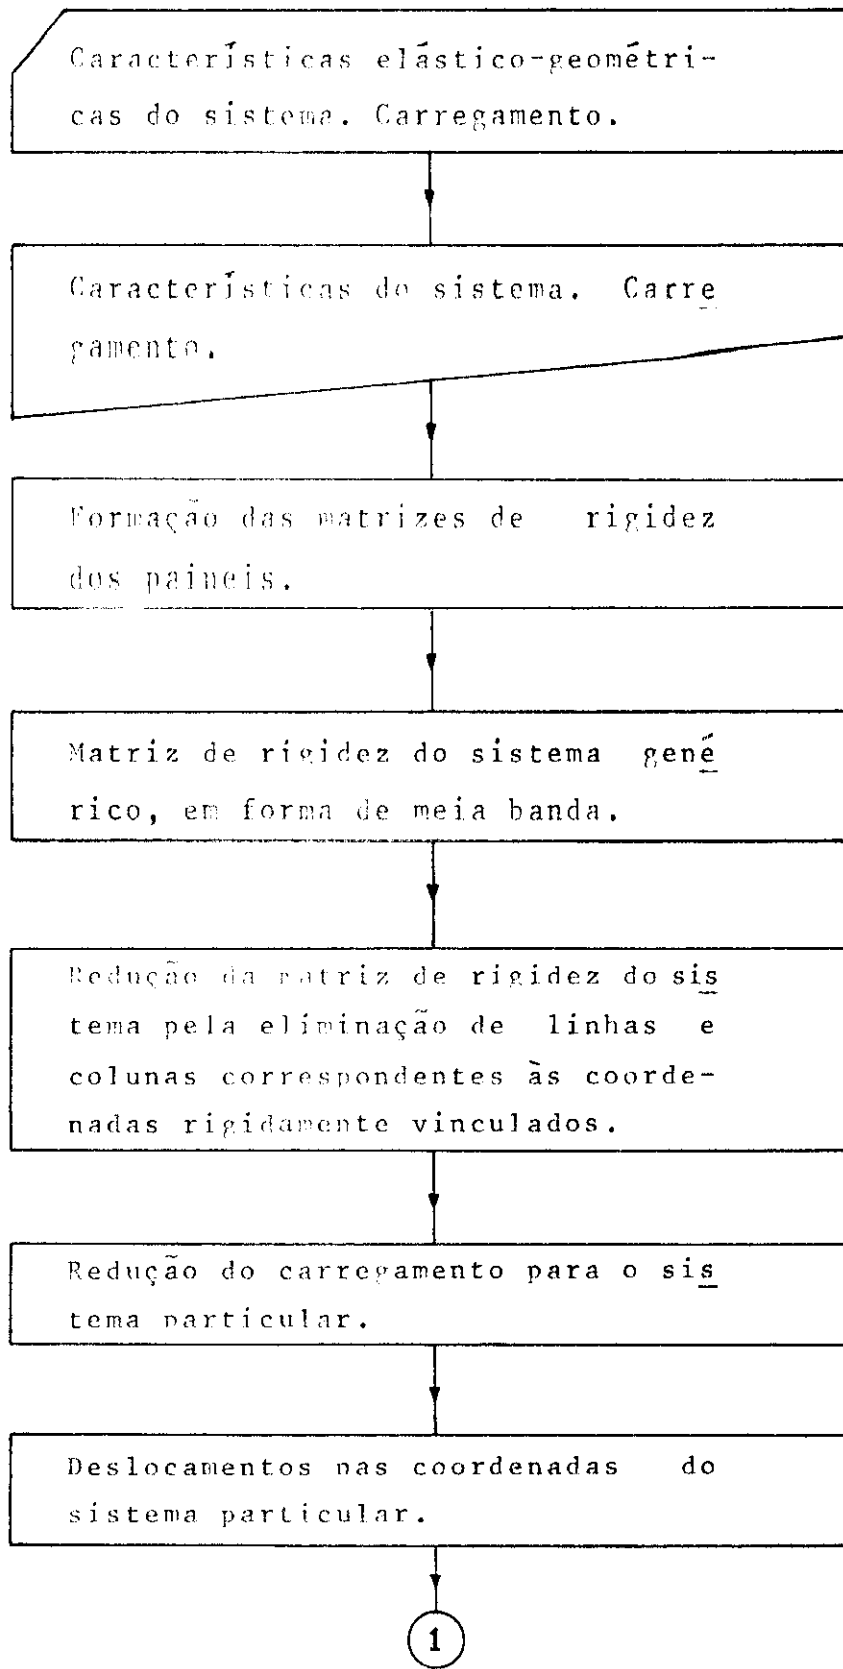 Características elástico-geométri-
cas do sistema. Carregamento.
Características do sistema. Carre
gamento.
Formação das matrizes de rigidez
dos paineis.
Matriz de rigidez do sistema gené
rico, em forma de meia banda.
Redução da matriz de rigidez do sis
tema pela eliminação de linhas e
colunas correspondentes às coorde-
nadas rigidamente vinculados.
Redução do carregamento para o sis
tema particular.
Deslocamentos nas coordenadas do
sistema particular.
1